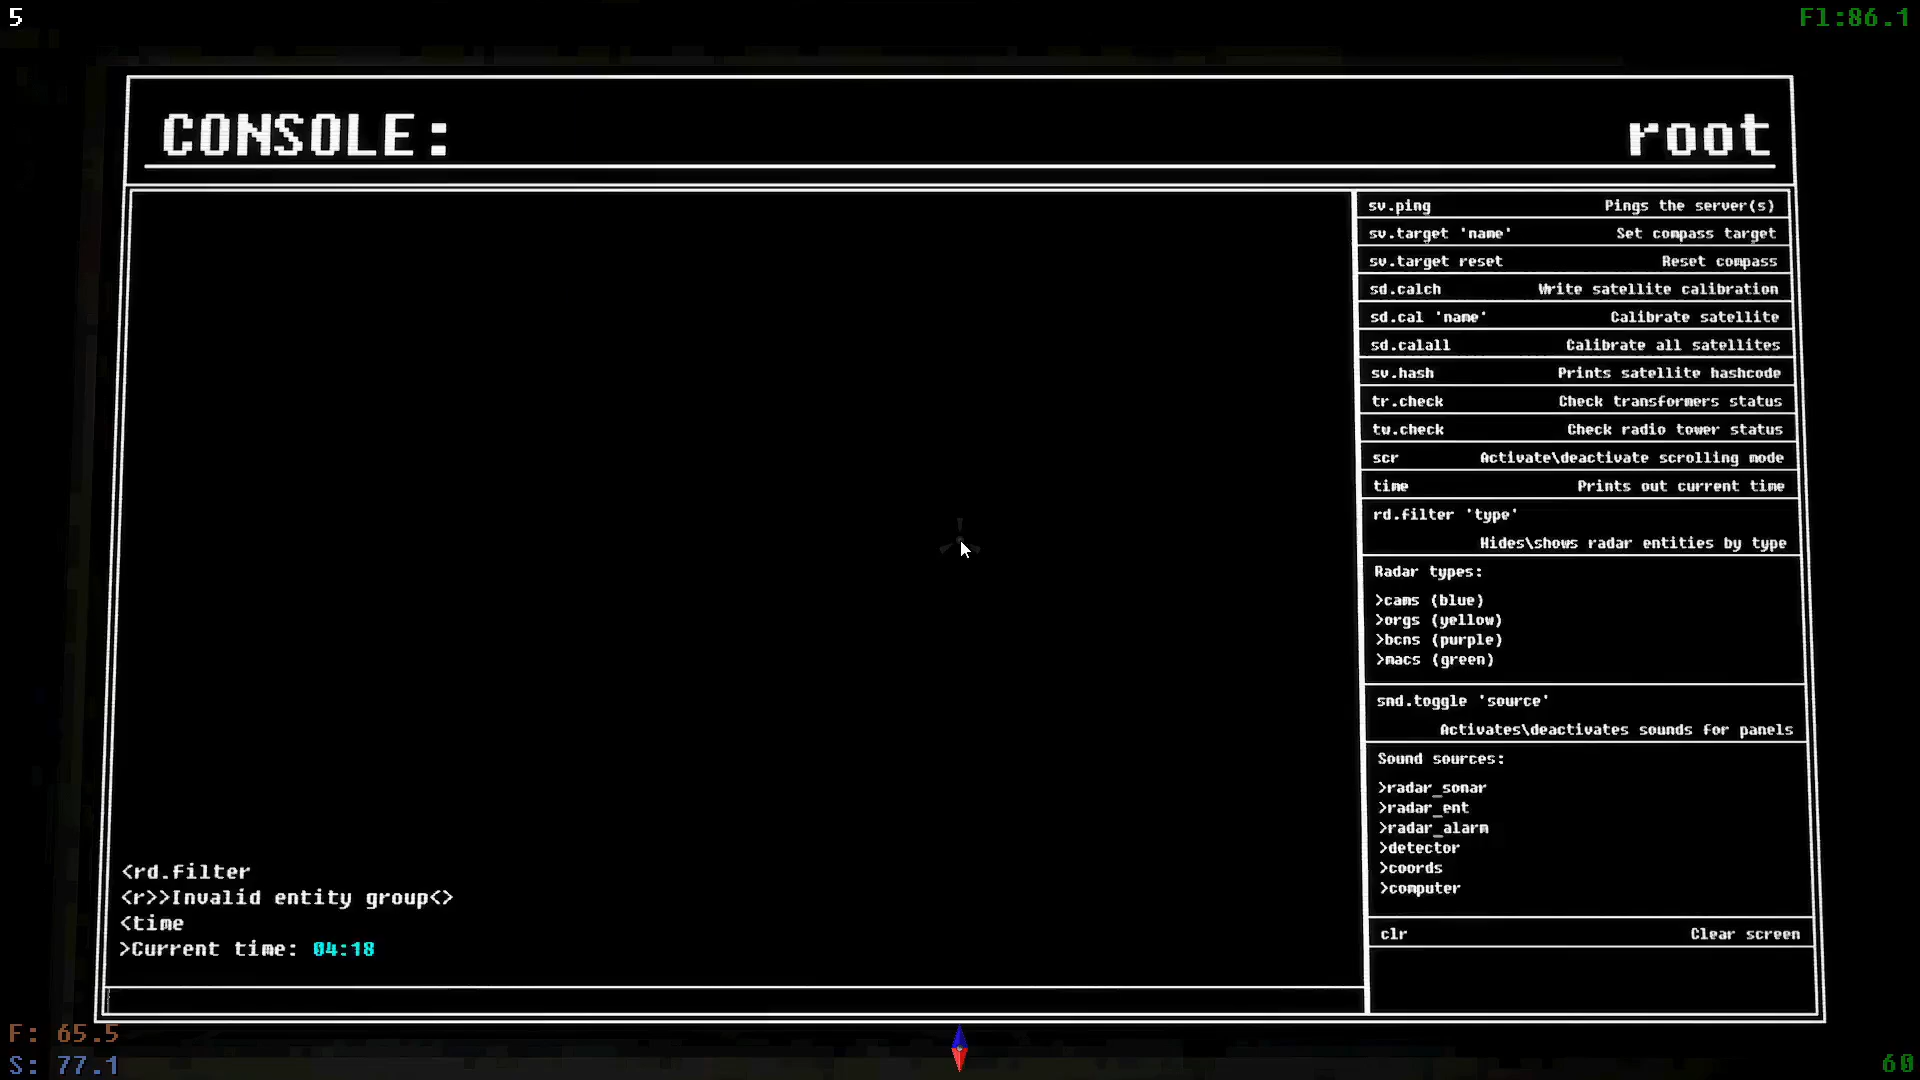 5
Fl:86.1
CONSOLE:
root
sv.ping Pings the server(s)
sv.target 'name' Set compass target
sv.target reset Reset compass
sd.calch Write satellite calibration
sd.cal 'name' Calibrate satellite
sd.calall Calibrate all satellites
sv.hash Prints satellite hashcode
tr.check Check transformers status
tw.check Check radio tower status
scr Activate\deactivate scrolling mode
time Prints out current time
rd.filter 'type'
Hides\shows radar entities by type
Radar types:
>cams (blue)
>orgs (yellow)
>bcns (purple)
>macs (green)
snd.toggle 'source'
Activates\deactivates sounds for panels
Sound sources:
>radar_sonar
>radar_ent
>radar_alarm
>detector
>coords
>computer
clr Clear screen
<rd.filter
<r>>Invalid entity group<>
<time
>Current time: 04:18
F: 65.5
S: 77.1
60